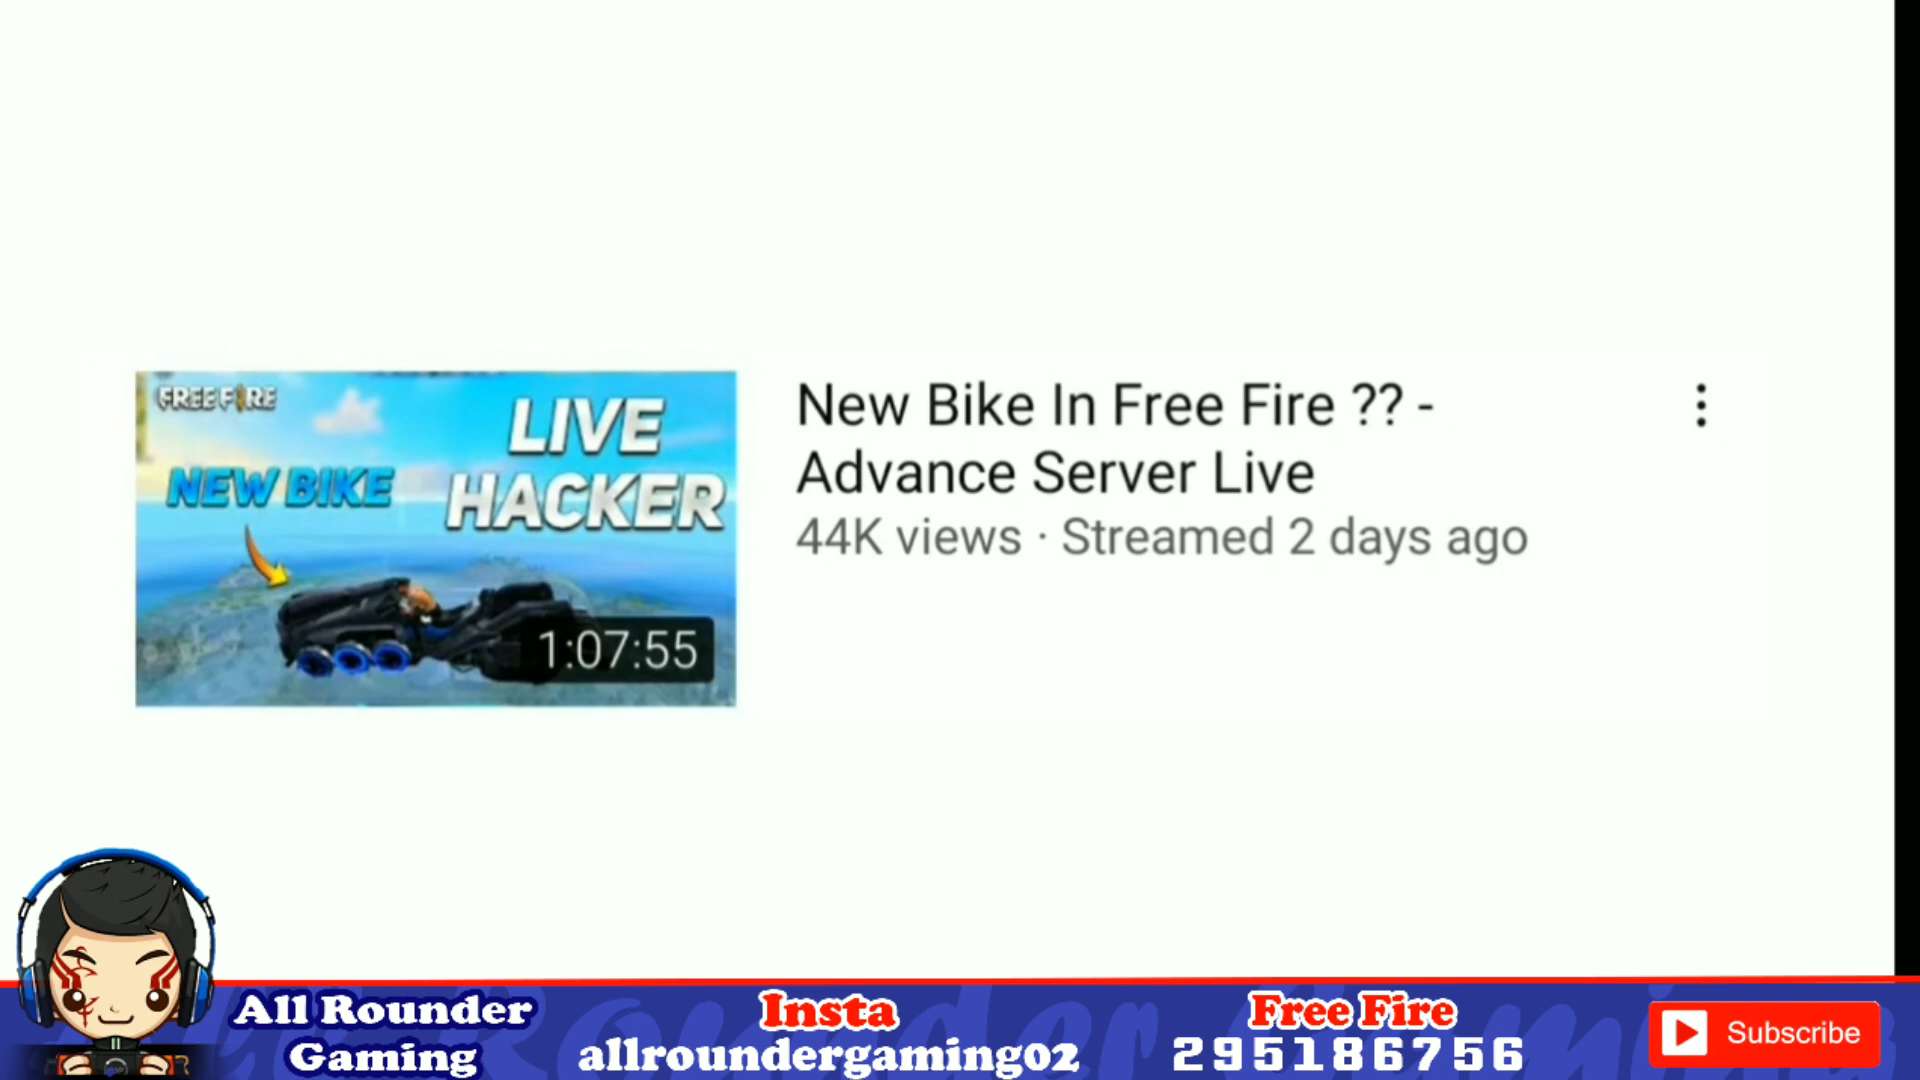 FREE FIRE
LIVE
HACKER
NEW BIKE
1:07:55
New Bike In Free Fire ?? -
Advance Server Live
44K views · Streamed 2 days ago
All Rounder
Gaming
Insta
allroundergaming02
Free Fire
295186756
Subscribe